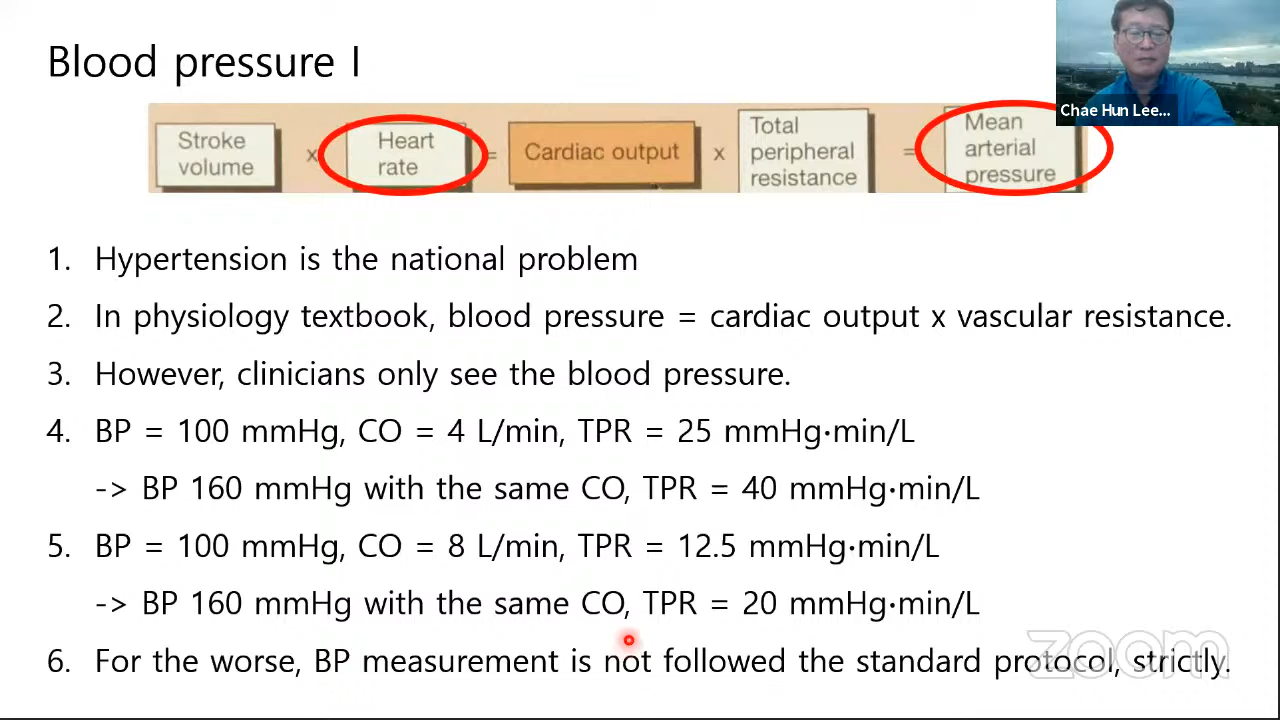 Blood pressure I
Chae Hun Lee...
Stroke
volume
x
Heart
rate
=
Cardiac output
x
Total
peripheral
resistance
=
Mean
arterial
pressure
1. Hypertension is the national problem
2. In physiology textbook, blood pressure = cardiac output x vascular resistance.
3. However, clinicians only see the blood pressure.
4. BP = 100 mmHg, CO = 4 L/min, TPR = 25 mmHg·min/L
-> BP 160 mmHg with the same CO, TPR = 40 mmHg·min/L
5. BP = 100 mmHg, CO = 8 L/min, TPR = 12.5 mmHg·min/L
-> BP 160 mmHg with the same CO, TPR = 20 mmHg·min/L
6. For the worse, BP measurement is not followed the standard protocol, strictly.
zoom